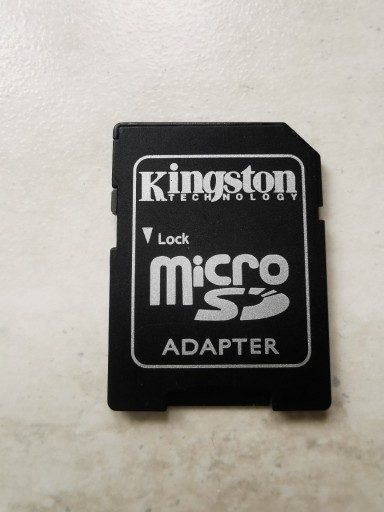 Kingston
TECHNOLOGY
Lock
micro
SD
ADAPTER